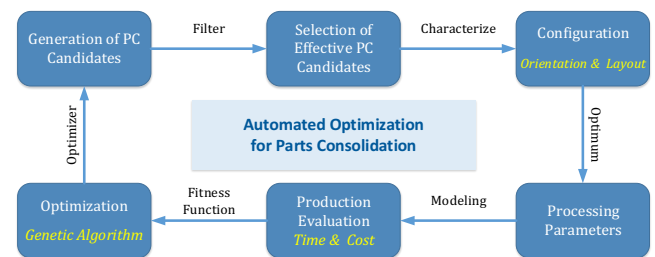 Generation of PC
Candidates
Filter
Selection of
Effective PC
Candidates
Characterize
Configuration
Orientation & Layout
Optimum
Automated Optimization
for Parts Consolidation
Optimizer
Optimization
Genetic Algorithm
Fitness
Function
Production
Evaluation
Time & Cost
Modeling
Processing
Parameters